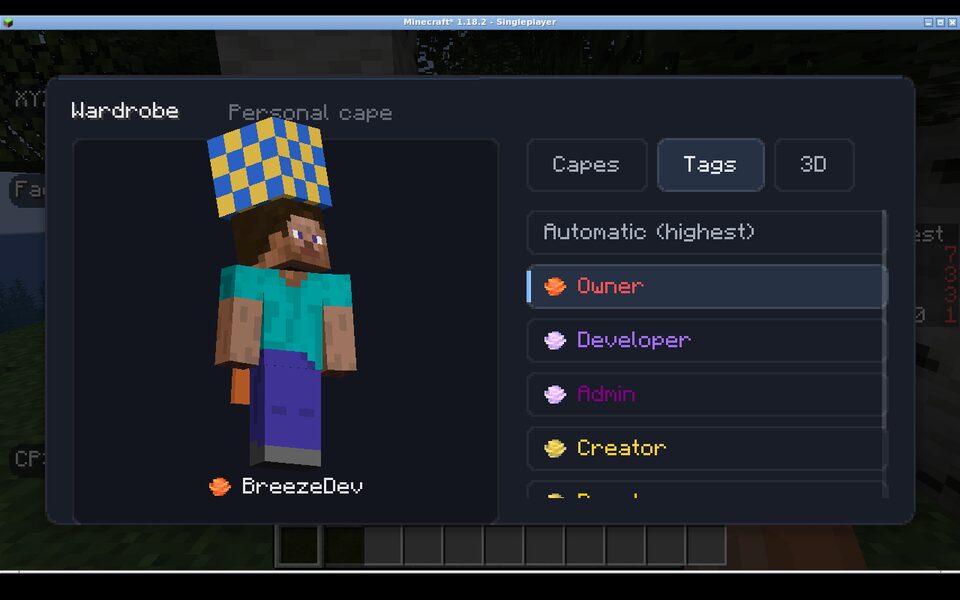 Minecraft* 1.18.2 - Singleplayer
Wardrobe
Personal cape
Capes
Tags
3D
Automatic (highest)
Owner
Developer
Admin
Creator
BreezeDev